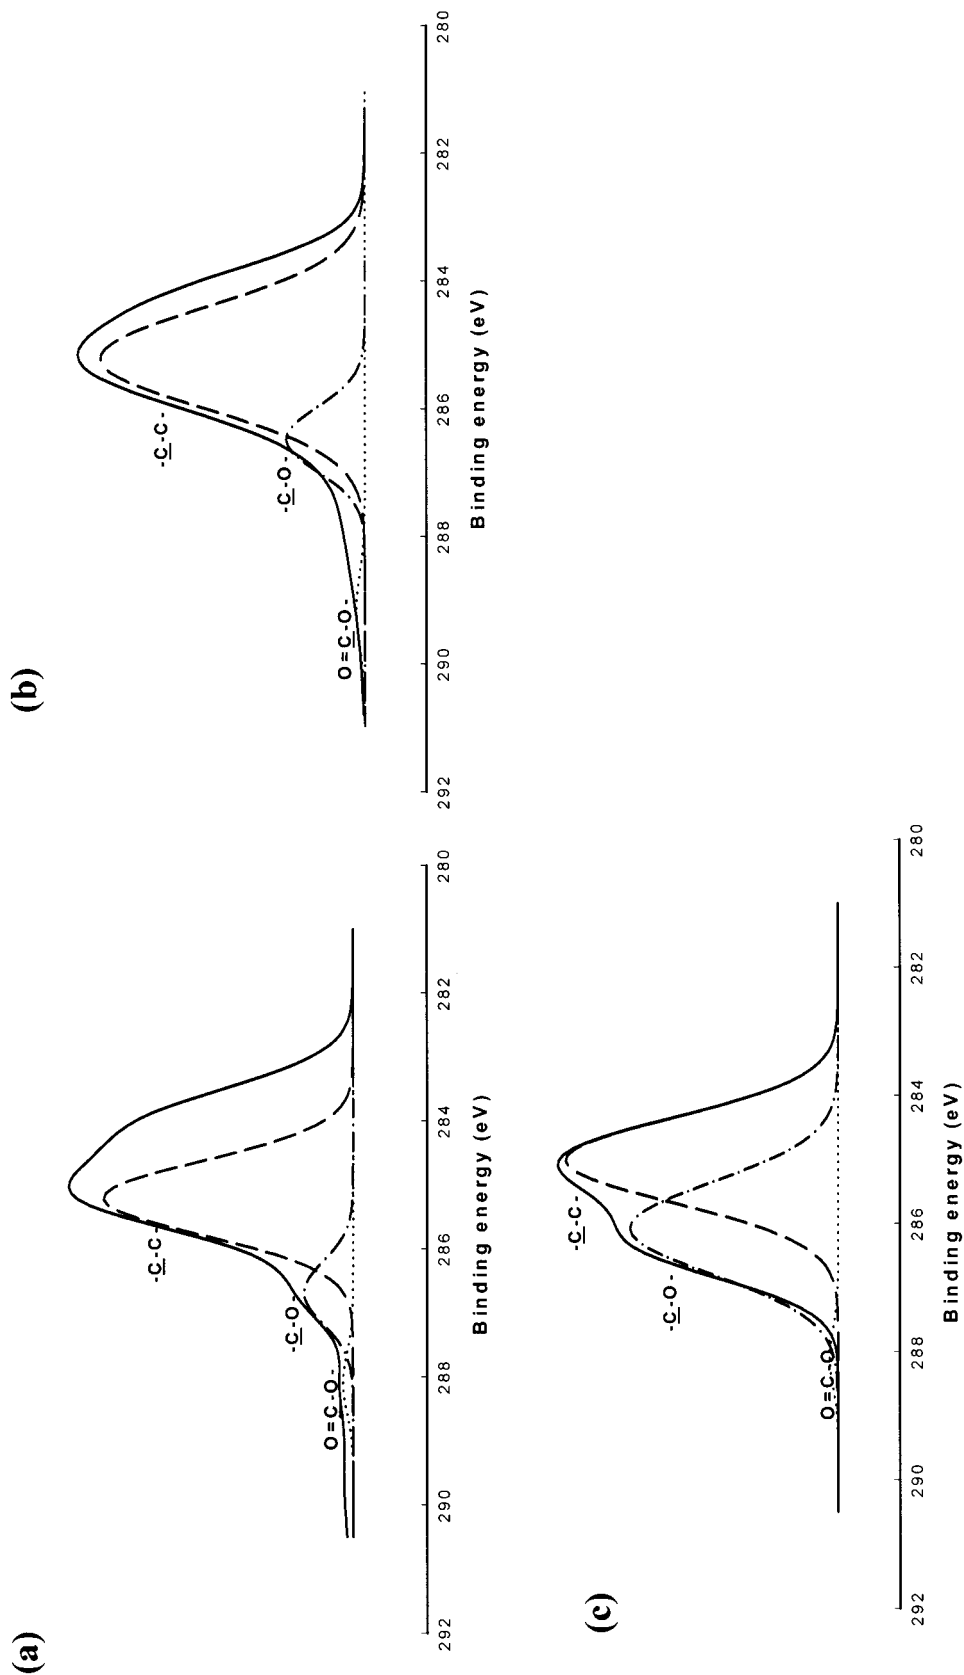 (a)
-C-C-
-C-O-
O=C-O-
292 290 288 286 284 282 280
Binding energy (eV)
(b)
-C-C-
-C-O-
O=C-O-
292 290 288 286 284 282 280
Binding energy (eV)
(c)
-C-C-
-C-O-
O=C-O
292 290 288 286 284 282 280
Binding energy (eV)